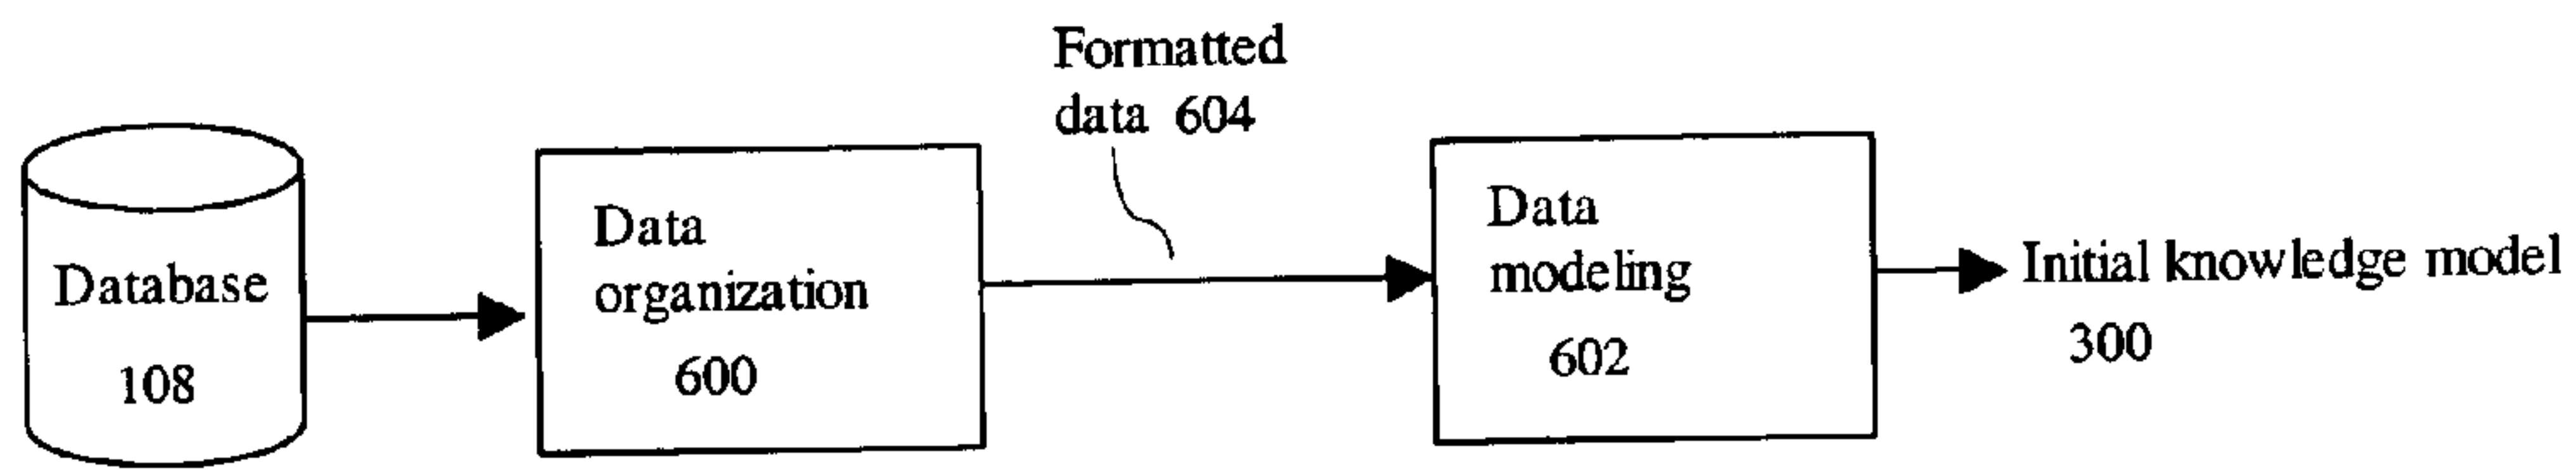 Formatted
data 604
Database
108
Data
organization
600
Data
modeling
602
Initial knowledge model
300